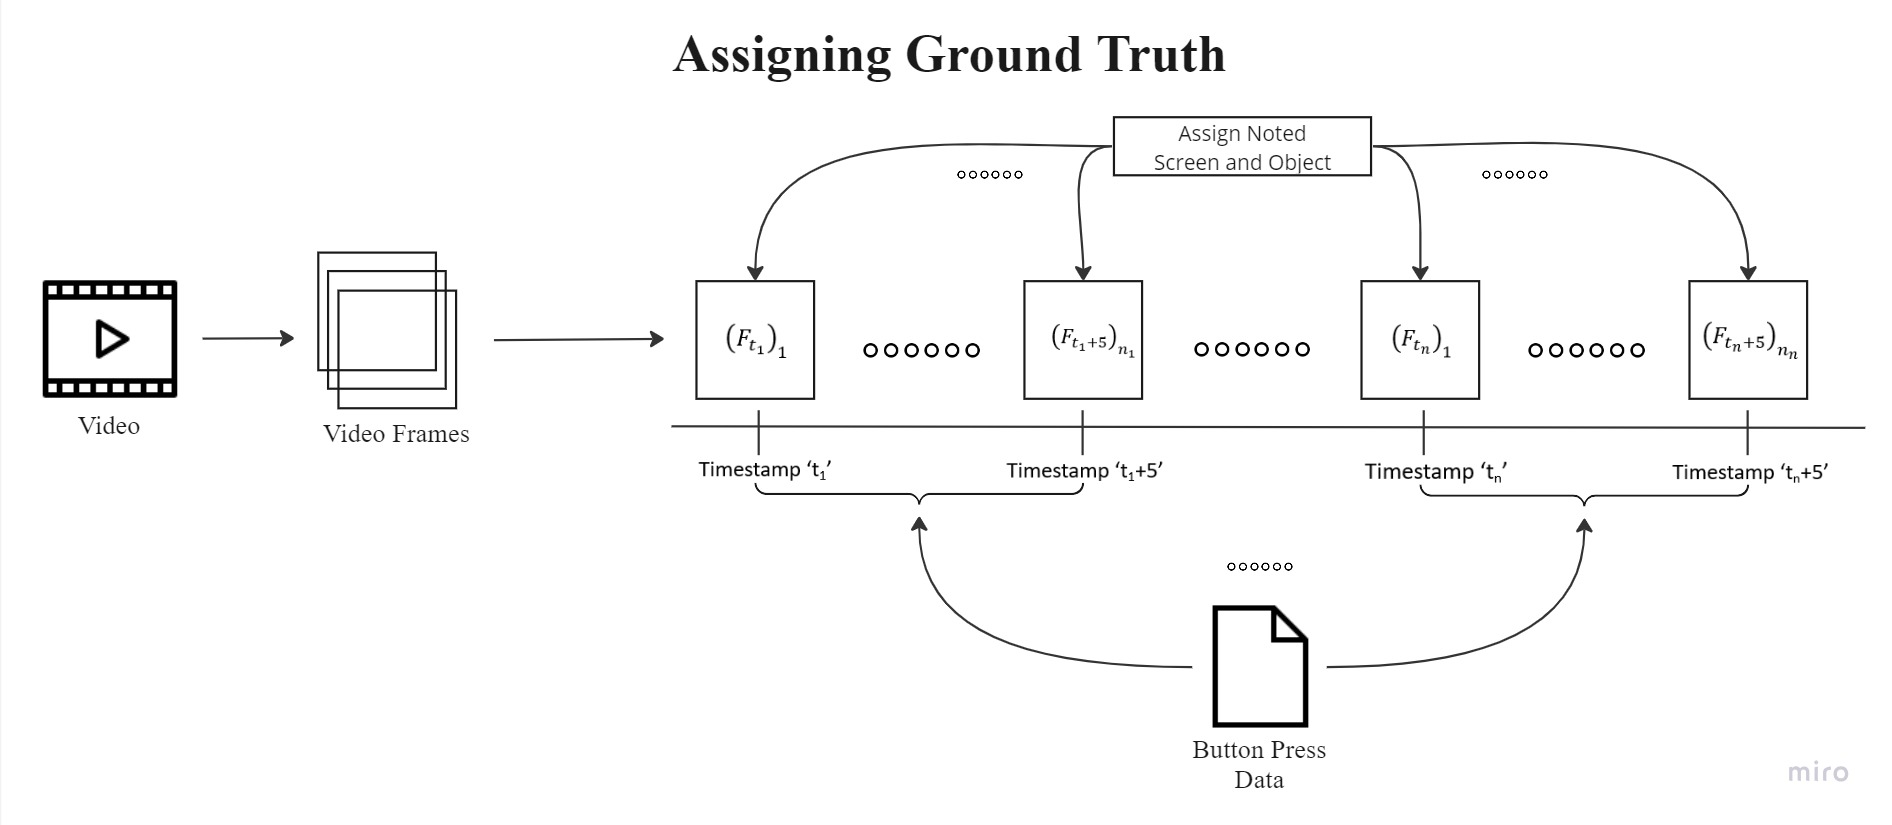 Assigning Ground Truth
Assign Noted
Screen and Object
(F_{t_1})_1
(F_{t_1+5})_{n_1}
(F_{t_n})_1
(F_{t_n+5})_{n_n}
Video
Video Frames
Timestamp ‘t₁’
Timestamp ‘t₁+5’
Timestamp ‘tₙ’
Timestamp ‘tₙ+5’
Button Press
Data
miro